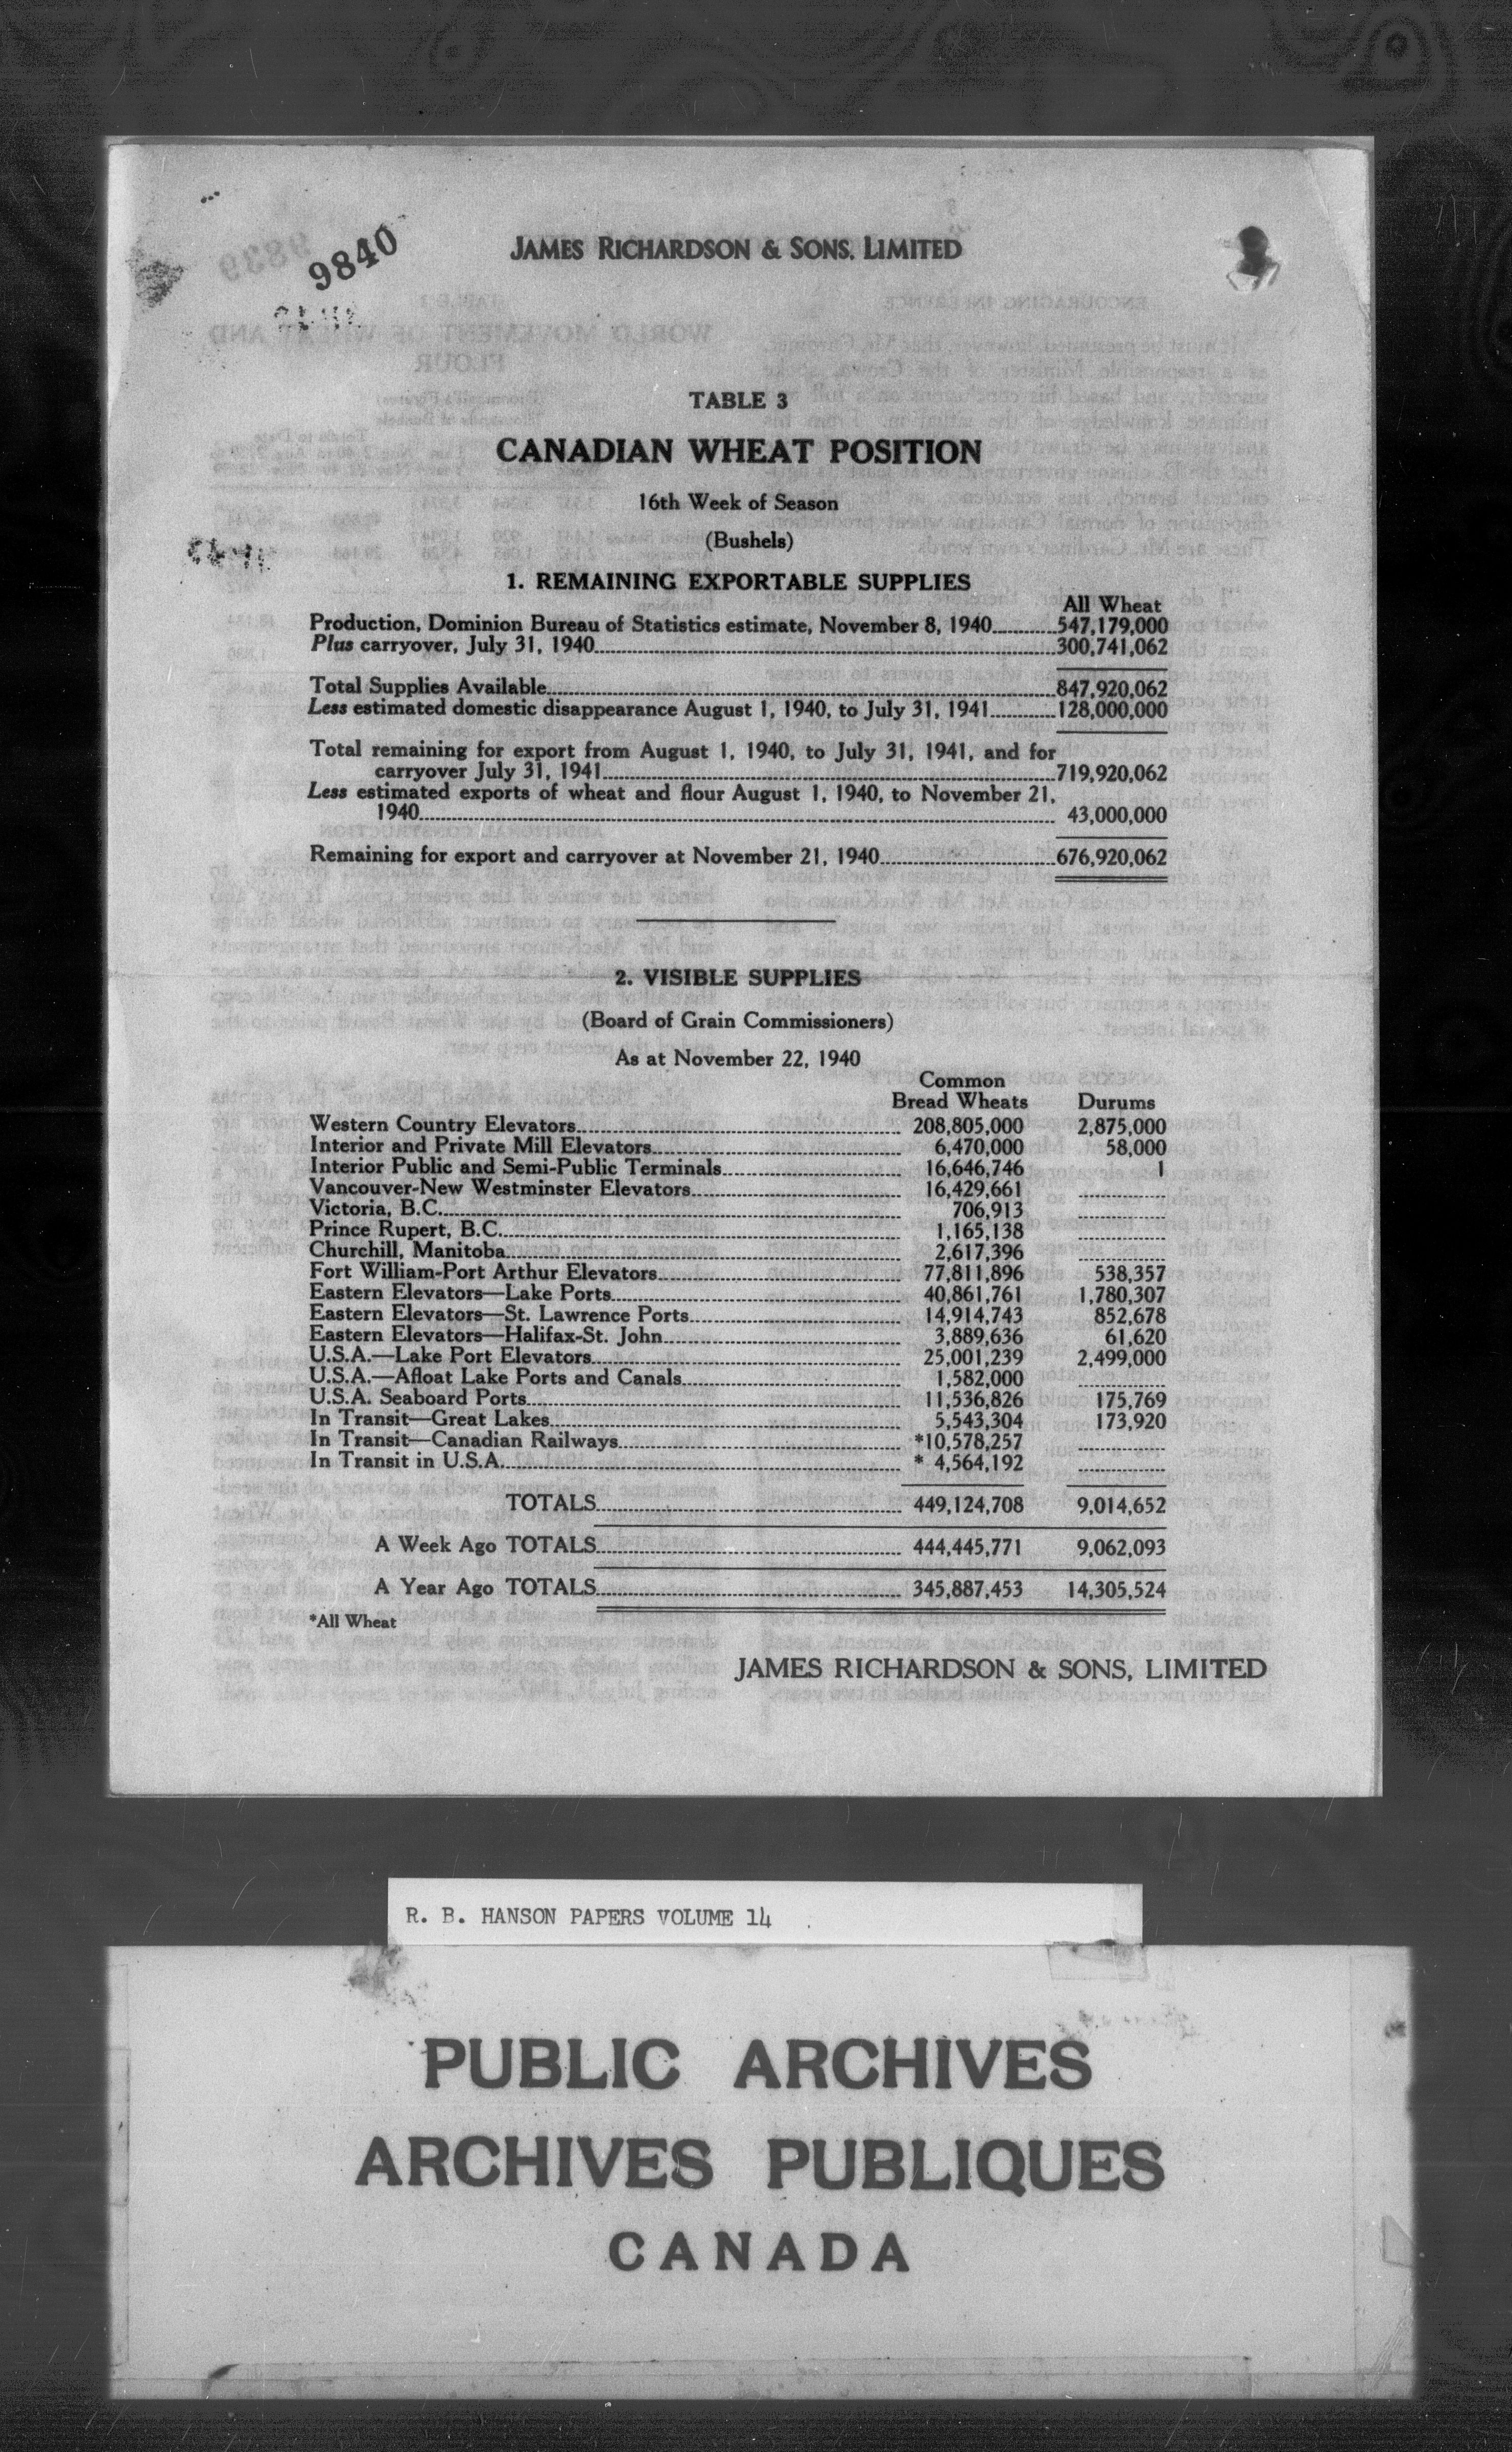 9840
JAMES RICHARDSON & SONS, LIMITED
TABLE 3
CANADIAN WHEAT POSITION
16th Week of Season
(Bushels)
1. REMAINING EXPORTABLE SUPPLIES
All Wheat
Production, Dominion Bureau of Statistics estimate, November 8, 1940 547,179,000
Plus carryover, July 31, 1940 300,741,062
Total Supplies Available 847,920,062
Less estimated domestic disappearance August 1, 1940, to July 31, 1941 128,000,000
Total remaining for export from August 1, 1940, to July 31, 1941, and for
carryover July 31, 1941 719,920,062
Less estimated exports of wheat and flour August 1, 1940, to November 21,
1940 43,000,000
Remaining for export and carryover at November 21, 1940 676,920,062
2. VISIBLE SUPPLIES
(Board of Grain Commissioners)
As at November 22, 1940
Common
Bread Wheats Durums
Western Country Elevators 208,805,000 2,875,000
Interior and Private Mill Elevators 6,470,000 58,000
Interior Public and Semi-Public Terminals 16,646,746 1
Vancouver-New Westminster Elevators 16,429,661
Victoria, B.C. 706,913
Prince Rupert, B.C. 1,165,138
Churchill, Manitoba 2,617,396
Fort William-Port Arthur Elevators 77,811,896 538,357
Eastern Elevators—Lake Ports 40,861,761 1,780,307
Eastern Elevators—St. Lawrence Ports 14,914,743 852,678
Eastern Elevators—Halifax-St. John 3,889,636 61,620
U.S.A.—Lake Port Elevators 25,001,239 2,499,000
U.S.A.—Afloat Lake Ports and Canals 1,582,000
U.S.A. Seaboard Ports 11,536,826 175,769
In Transit—Great Lakes 5,543,304 173,920
In Transit—Canadian Railways *10,578,257
In Transit in U.S.A. * 4,564,192
TOTALS 449,124,708 9,014,652
A Week Ago TOTALS 444,445,771 9,062,093
A Year Ago TOTALS 345,887,453 14,305,524
*All Wheat
JAMES RICHARDSON & SONS, LIMITED
R. B. HANSON PAPERS VOLUME 14
PUBLIC ARCHIVES
ARCHIVES PUBLIQUES
CANADA